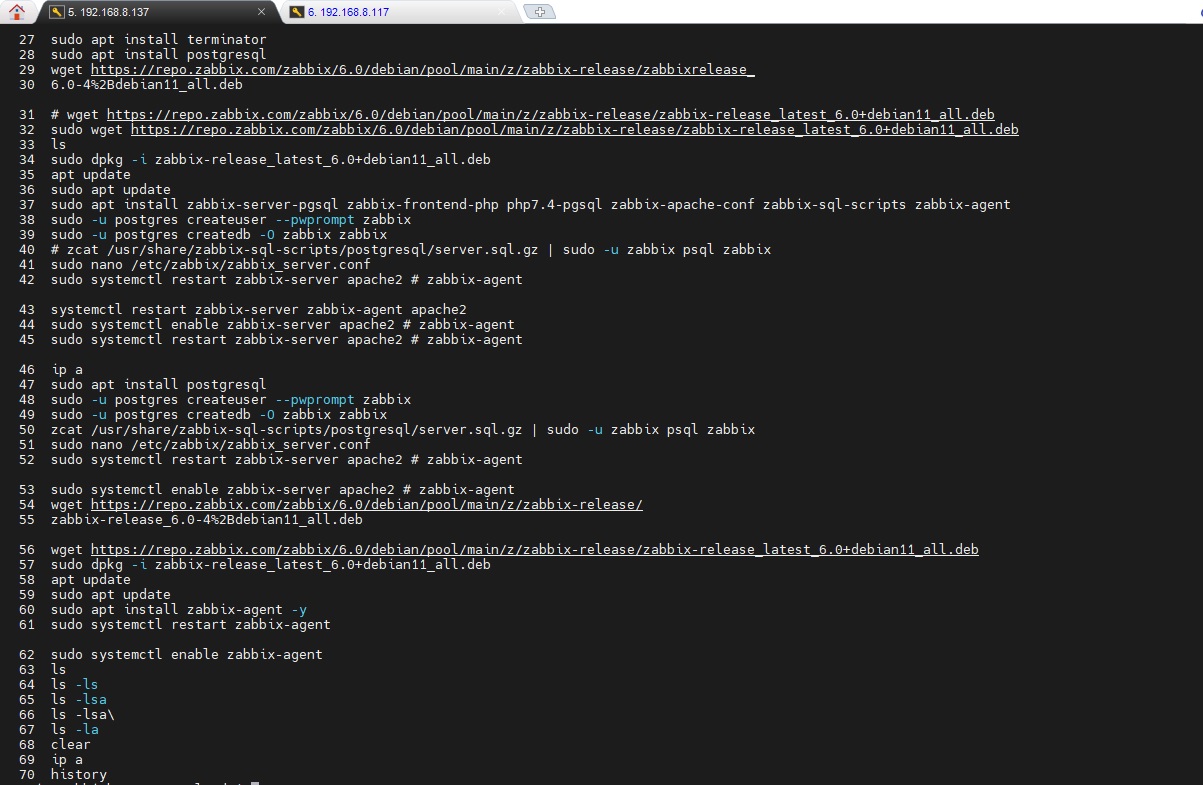 5. 192.168.8.137
6. 192.168.8.117
27 sudo apt install terminator
28 sudo apt install postgresql
29 wget https://repo.zabbix.com/zabbix/6.0/debian/pool/main/z/zabbix-release/zabbixrelease_
30 6.0-4%2Bdebian11_all.deb
31 # wget https://repo.zabbix.com/zabbix/6.0/debian/pool/main/z/zabbix-release/zabbix-release_latest_6.0+debian11_all.deb
32 sudo wget https://repo.zabbix.com/zabbix/6.0/debian/pool/main/z/zabbix-release/zabbix-release_latest_6.0+debian11_all.deb
33 ls
34 sudo dpkg -i zabbix-release_latest_6.0+debian11_all.deb
35 apt update
36 sudo apt update
37 sudo apt install zabbix-server-pgsql zabbix-frontend-php php7.4-pgsql zabbix-apache-conf zabbix-sql-scripts zabbix-agent
38 sudo -u postgres createuser --pwprompt zabbix
39 sudo -u postgres createdb -O zabbix zabbix
40 # zcat /usr/share/zabbix-sql-scripts/postgresql/server.sql.gz | sudo -u zabbix psql zabbix
41 sudo nano /etc/zabbix/zabbix_server.conf
42 sudo systemctl restart zabbix-server apache2 # zabbix-agent
43 systemctl restart zabbix-server zabbix-agent apache2
44 sudo systemctl enable zabbix-server apache2 # zabbix-agent
45 sudo systemctl restart zabbix-server apache2 # zabbix-agent
46 ip a
47 sudo apt install postgresql
48 sudo -u postgres createuser --pwprompt zabbix
49 sudo -u postgres createdb -O zabbix zabbix
50 zcat /usr/share/zabbix-sql-scripts/postgresql/server.sql.gz | sudo -u zabbix psql zabbix
51 sudo nano /etc/zabbix/zabbix_server.conf
52 sudo systemctl restart zabbix-server apache2 # zabbix-agent
53 sudo systemctl enable zabbix-server apache2 # zabbix-agent
54 wget https://repo.zabbix.com/zabbix/6.0/debian/pool/main/z/zabbix-release/
55 zabbix-release_6.0-4%2Bdebian11_all.deb
56 wget https://repo.zabbix.com/zabbix/6.0/debian/pool/main/z/zabbix-release/zabbix-release_latest_6.0+debian11_all.deb
57 sudo dpkg -i zabbix-release_latest_6.0+debian11_all.deb
58 apt update
59 sudo apt update
60 sudo apt install zabbix-agent -y
61 sudo systemctl restart zabbix-agent
62 sudo systemctl enable zabbix-agent
63 ls
64 ls -ls
65 ls -lsa
66 ls -lsa\
67 ls -la
68 clear
69 ip a
70 history